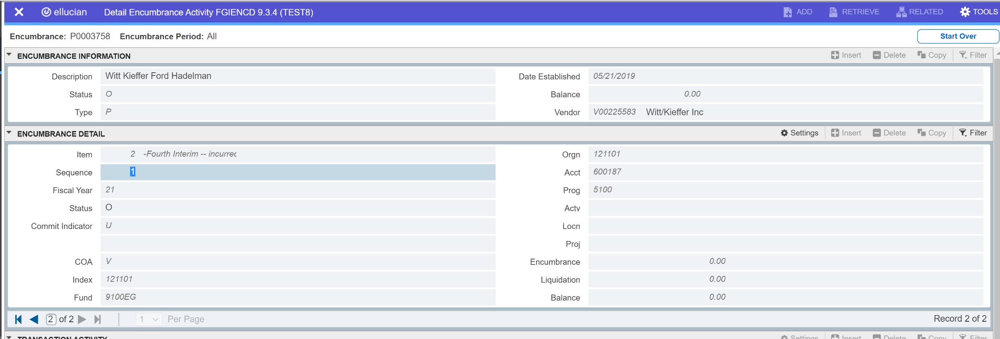 ellucian Detail Encumbrance Activity FGIENCD 9.3.4 (TEST8) ADD RETRIEVE RELATED TOOLS
Encumbrance: P0003758 Encumbrance Period: All Start Over
ENCUMBRANCE INFORMATION Insert Delete Copy Filter
Description Witt Kieffer Ford Hadelman Date Established 05/21/2019
Status O Balance 0.00
Type P Vendor V00225583 Witt/Kieffer Inc
ENCUMBRANCE DETAIL Settings Insert Delete Copy Filter
Item 2 -Fourth Interim -- incurrec Orgn 121101
Sequence 1 Acct 600187
Fiscal Year 21 Prog 5100
Status O Actv
Commit Indicator U Locn
Proj
COA V Encumbrance 0.00
Index 121101 Liquidation 0.00
Fund 9100EG Balance 0.00
2 of 2 1 Per Page Record 2 of 2
TRANSACTION ACTIVITY Settings Insert Delete Copy Filter